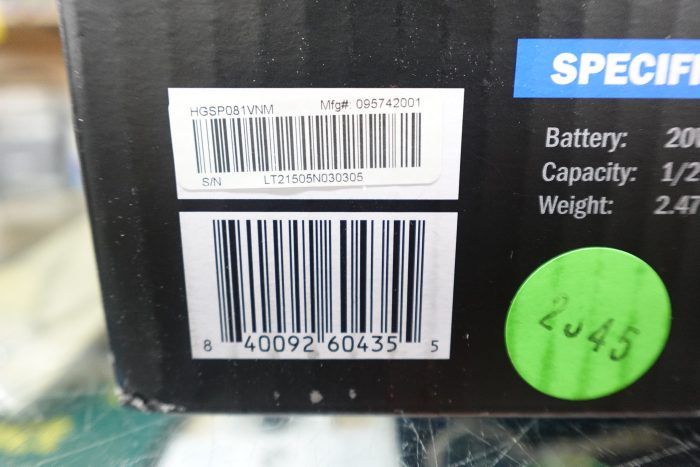 HGSP081VNM Mfg#: 095742001
S/N LT21505N030305
8 40092 60435 5
SPECIFI
Battery: 20V
Capacity: 1/2
Weight: 2.47
2345